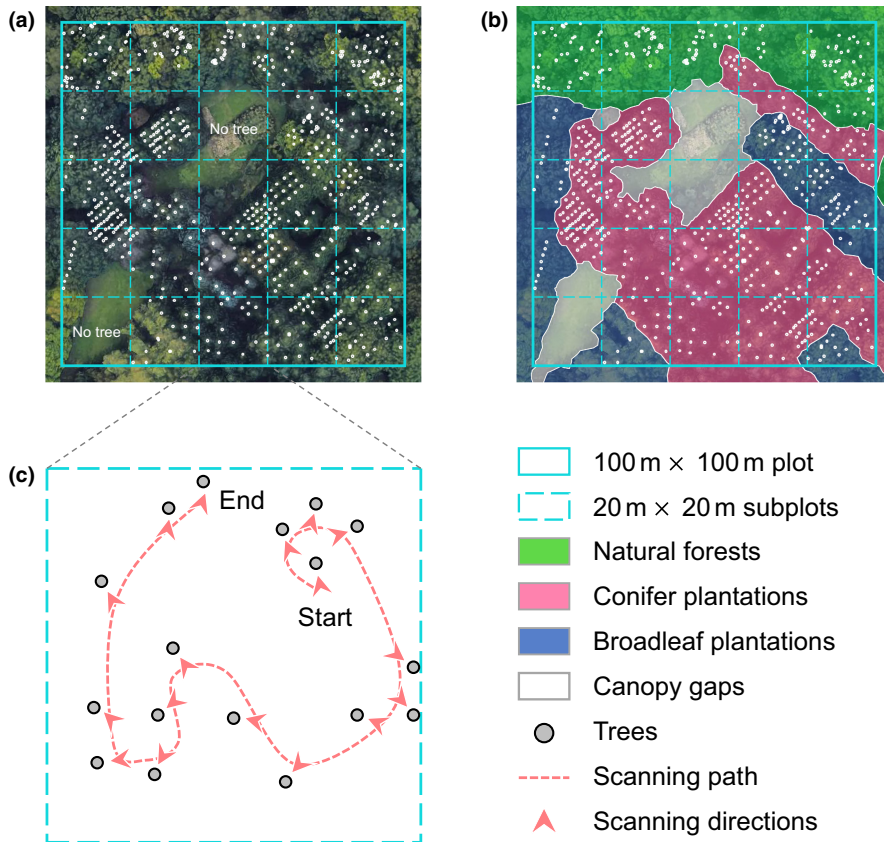 (a)
No tree
No tree
(b)
(c)
End
Start
100 m × 100 m plot
20 m × 20 m subplots
Natural forests
Conifer plantations
Broadleaf plantations
Canopy gaps
Trees
Scanning path
Scanning directions